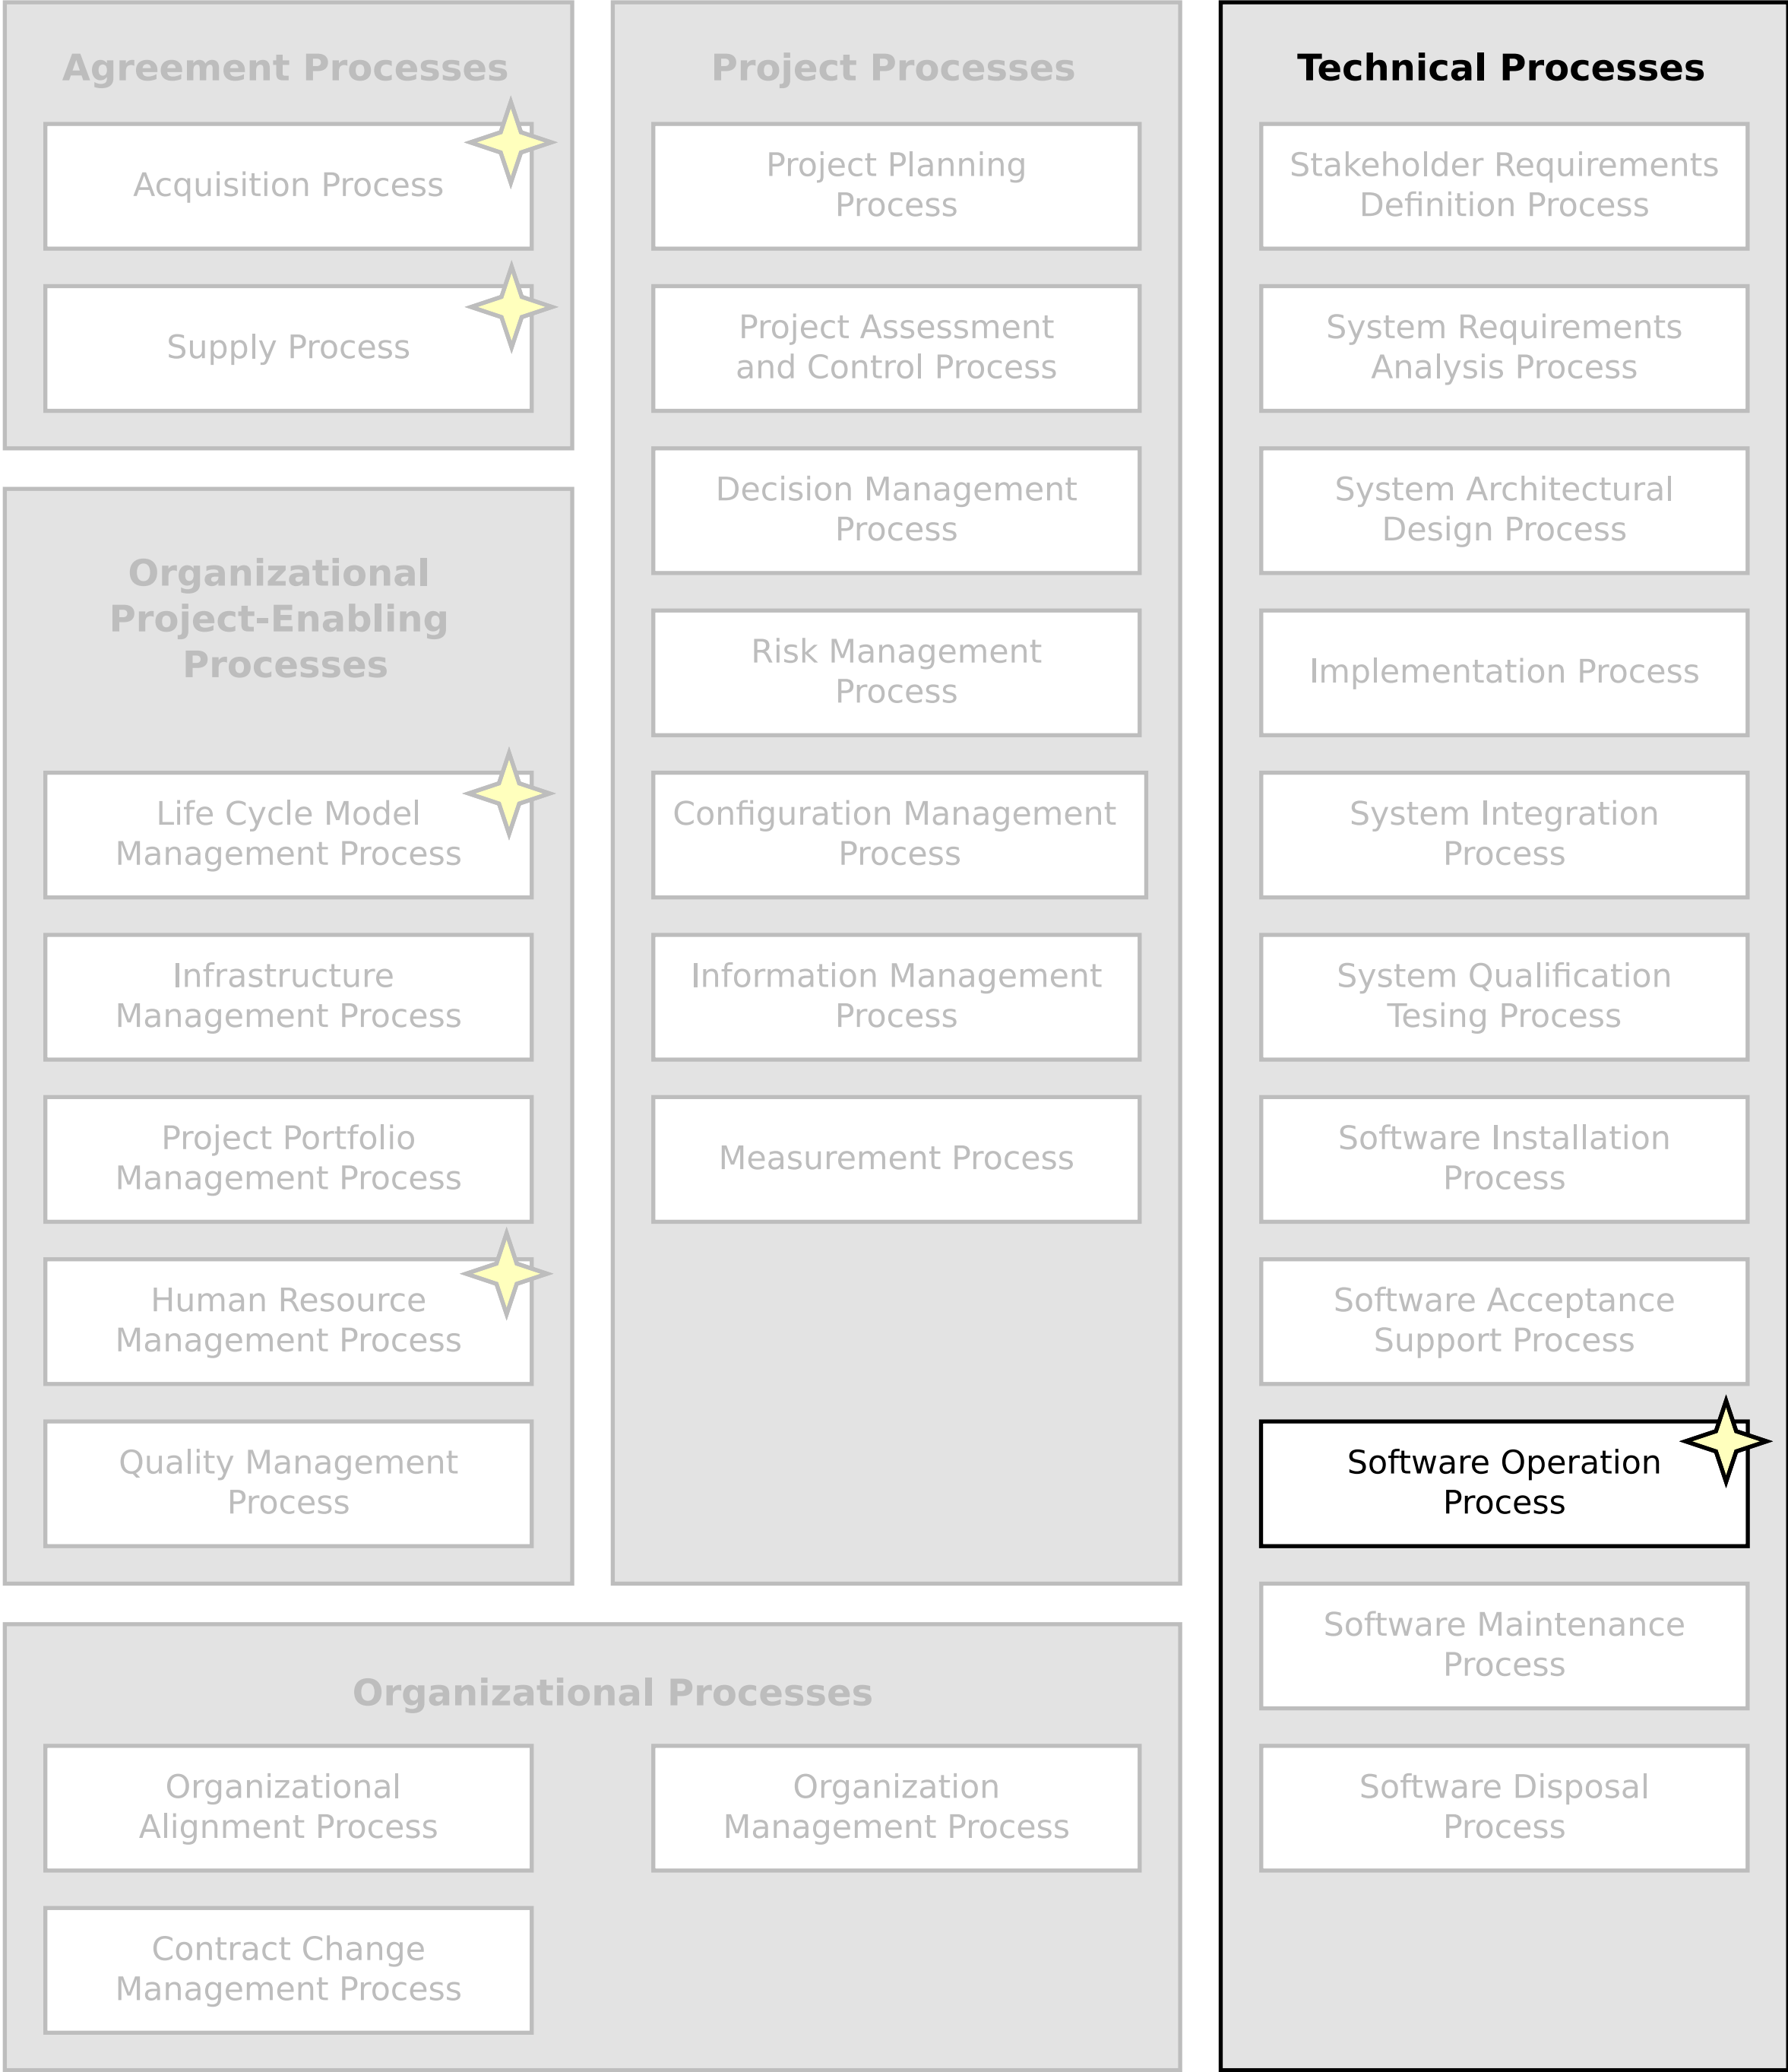 Agreement Processes
Acquisition Process
Supply Process
Organizational
Project-Enabling
Processes
Life Cycle Model
Management Process
Infrastructure
Management Process
Project Portfolio
Management Process
Human Resource
Management Process
Quality Management
Process
Project Processes
Project Planning
Process
Project Assessment
and Control Process
Decision Management
Process
Risk Management
Process
Configuration Management
Process
Information Management
Process
Measurement Process
Organizational Processes
Organizational
Alignment Process
Organization
Management Process
Contract Change
Management Process
Technical Processes
Stakeholder Requirements
Definition Process
System Requirements
Analysis Process
System Architectural
Design Process
Implementation Process
System Integration
Process
System Qualification
Tesing Process
Software Installation
Process
Software Acceptance
Support Process
Software Operation
Process
Software Maintenance
Process
Software Disposal
Process